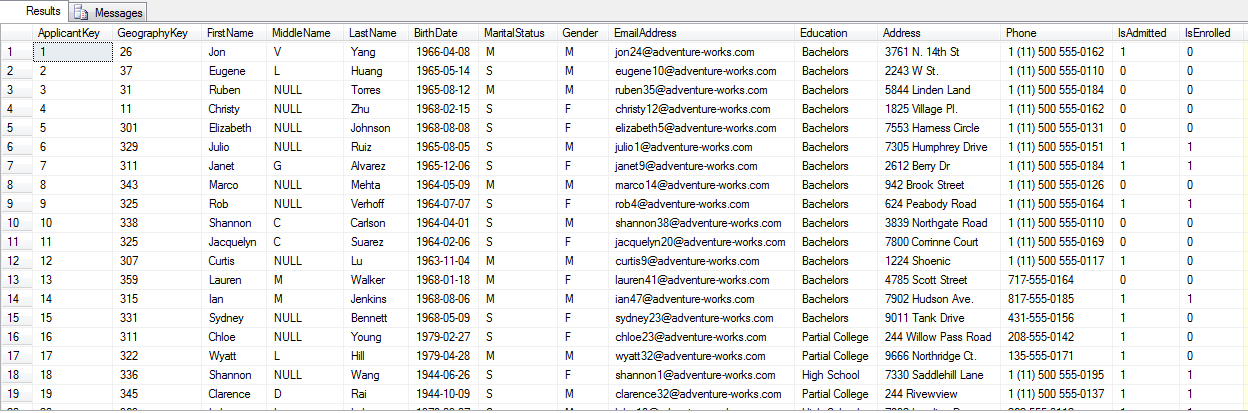 Results Messages
ApplicantKey GeographyKey FirstName MiddleName LastName BirthDate MaritalStatus Gender EmailAddress Education Address Phone IsAdmitted IsEnrolled
1 1 26 Jon V Yang 1966-04-08 M M jon24@adventure-works.com Bachelors 3761 N. 14th St 1 (11) 500 555-0162 1 0
2 2 37 Eugene L Huang 1965-05-14 S M eugene10@adventure-works.com Bachelors 2243 W St. 1 (11) 500 555-0110 0 0
3 3 31 Ruben NULL Torres 1965-08-12 M M ruben35@adventure-works.com Bachelors 5844 Linden Land 1 (11) 500 555-0184 1 0
4 4 11 Christy NULL Zhu 1968-02-15 S F christy12@adventure-works.com Bachelors 1825 Village Pl. 1 (11) 500 555-0162 0 0
5 5 301 Elizabeth NULL Johnson 1968-08-08 S F elizabeth5@adventure-works.com Bachelors 7553 Harness Circle 1 (11) 500 555-0131 0 0
6 6 329 Julio NULL Ruiz 1965-08-05 S M julio1@adventure-works.com Bachelors 7305 Humphrey Drive 1 (11) 500 555-0151 1 1
7 7 311 Janet G Alvarez 1965-12-06 S F janet9@adventure-works.com Bachelors 2612 Berry Dr 1 (11) 500 555-0184 1 1
8 8 343 Marco NULL Mehta 1964-05-09 M M marco14@adventure-works.com Bachelors 942 Brook Street 1 (11) 500 555-0126 0 0
9 9 325 Rob NULL Verhoff 1964-07-07 S F rob4@adventure-works.com Bachelors 624 Peabody Road 1 (11) 500 555-0164 1 1
10 10 338 Shannon C Carlson 1964-04-01 S M shannon38@adventure-works.com Bachelors 3839 Northgate Road 1 (11) 500 555-0110 0 0
11 11 325 Jacquelyn C Suarez 1964-02-06 S F jacquelyn20@adventure-works.com Bachelors 7800 Corrinne Court 1 (11) 500 555-0169 0 0
12 12 307 Curtis NULL Lu 1963-11-04 M M curtis9@adventure-works.com Bachelors 1224 Shoenic 1 (11) 500 555-0117 1 0
13 13 359 Lauren M Walker 1968-01-18 M F lauren41@adventure-works.com Bachelors 4785 Scott Street 717-555-0164 0 0
14 14 315 Ian M Jenkins 1968-08-06 M M ian47@adventure-works.com Bachelors 7902 Hudson Ave. 817-555-0185 1 1
15 15 331 Sydney NULL Bennett 1968-05-09 S F sydney23@adventure-works.com Bachelors 9011 Tank Drive 431-555-0156 1 0
16 16 311 Chloe NULL Young 1979-02-27 S F chloe23@adventure-works.com Partial College 244 Willow Pass Road 208-555-0142 1 0
17 17 322 Wyatt L Hill 1979-04-28 M M wyatt32@adventure-works.com Partial College 9666 Northridge Ct. 135-555-0171 1 0
18 18 336 Shannon NULL Wang 1944-06-26 S F shannon1@adventure-works.com High School 7330 Saddlehill Lane 1 (11) 500 555-0195 1 1
19 19 345 Clarence D Rai 1944-10-09 S M clarence32@adventure-works.com Partial College 244 Rivewview 1 (11) 500 555-0137 1 1